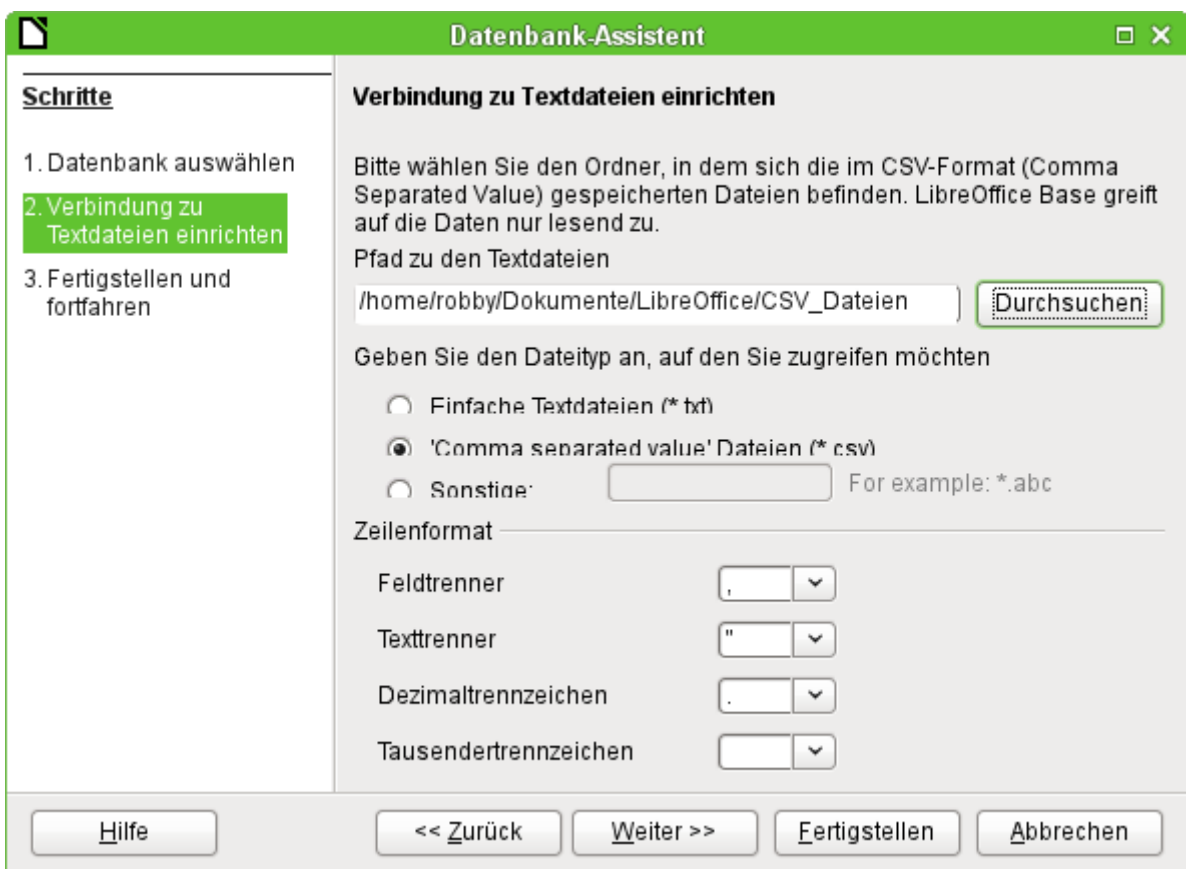 Datenbank-Assistent
Schritte
1. Datenbank auswählen
2. Verbindung zu
Textdateien einrichten
3. Fertigstellen und
fortfahren
Verbindung zu Textdateien einrichten
Bitte wählen Sie den Ordner, in dem sich die im CSV-Format (Comma
Separated Value) gespeicherten Dateien befinden. LibreOffice Base greift
auf die Daten nur lesend zu.
Pfad zu den Textdateien
/home/robby/Dokumente/LibreOffice/CSV_Dateien
Durchsuchen
Geben Sie den Dateityp an, auf den Sie zugreifen möchten
Einfache Textdateien (*.txt)
'Comma separated value' Dateien (*.csv)
Sonstige:
For example: *.abc
Zeilenformat
Feldtrenner ,
Texttrenner "
Dezimaltrennzeichen .
Tausendertrennzeichen
Hilfe
<< Zurück
Weiter >>
Fertigstellen
Abbrechen